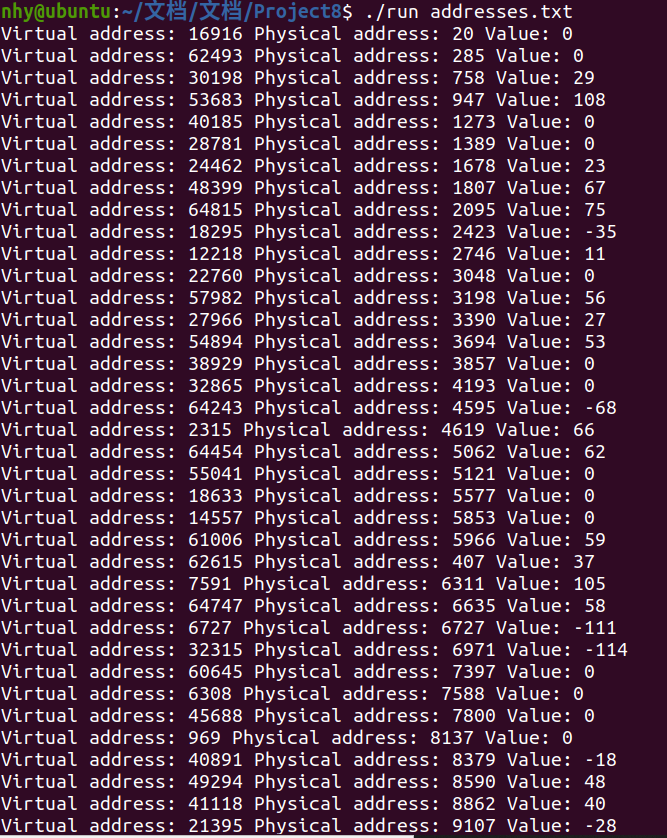 nhy@ubuntu:~/文档/文档/Project8$ ./run addresses.txt
Virtual address: 16916 Physical address: 20 Value: 0
Virtual address: 62493 Physical address: 285 Value: 0
Virtual address: 30198 Physical address: 758 Value: 29
Virtual address: 53683 Physical address: 947 Value: 108
Virtual address: 40185 Physical address: 1273 Value: 0
Virtual address: 28781 Physical address: 1389 Value: 0
Virtual address: 24462 Physical address: 1678 Value: 23
Virtual address: 48399 Physical address: 1807 Value: 67
Virtual address: 64815 Physical address: 2095 Value: 75
Virtual address: 18295 Physical address: 2423 Value: -35
Virtual address: 12218 Physical address: 2746 Value: 11
Virtual address: 22760 Physical address: 3048 Value: 0
Virtual address: 57982 Physical address: 3198 Value: 56
Virtual address: 27966 Physical address: 3390 Value: 27
Virtual address: 54894 Physical address: 3694 Value: 53
Virtual address: 38929 Physical address: 3857 Value: 0
Virtual address: 32865 Physical address: 4193 Value: 0
Virtual address: 64243 Physical address: 4595 Value: -68
Virtual address: 2315 Physical address: 4619 Value: 66
Virtual address: 64454 Physical address: 5062 Value: 62
Virtual address: 55041 Physical address: 5121 Value: 0
Virtual address: 18633 Physical address: 5577 Value: 0
Virtual address: 14557 Physical address: 5853 Value: 0
Virtual address: 61006 Physical address: 5966 Value: 59
Virtual address: 62615 Physical address: 407 Value: 37
Virtual address: 7591 Physical address: 6311 Value: 105
Virtual address: 64747 Physical address: 6635 Value: 58
Virtual address: 6727 Physical address: 6727 Value: -111
Virtual address: 32315 Physical address: 6971 Value: -114
Virtual address: 60645 Physical address: 7397 Value: 0
Virtual address: 6308 Physical address: 7588 Value: 0
Virtual address: 45688 Physical address: 7800 Value: 0
Virtual address: 969 Physical address: 8137 Value: 0
Virtual address: 40891 Physical address: 8379 Value: -18
Virtual address: 49294 Physical address: 8590 Value: 48
Virtual address: 41118 Physical address: 8862 Value: 40
Virtual address: 21395 Physical address: 9107 Value: -28